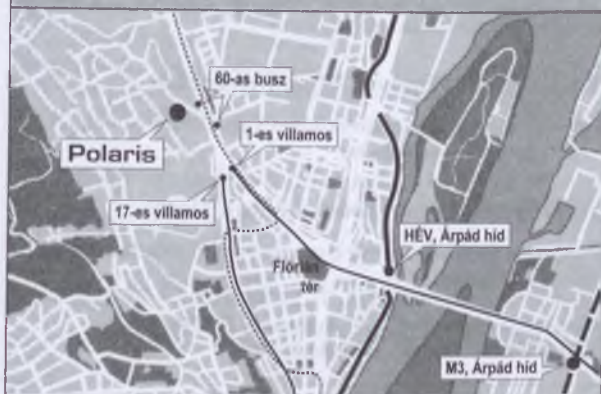 60-as busz
Polaris
1-es villamos
17-es villamos
HÉV, Árpád híd
Flórián
tér
M3, Árpád híd